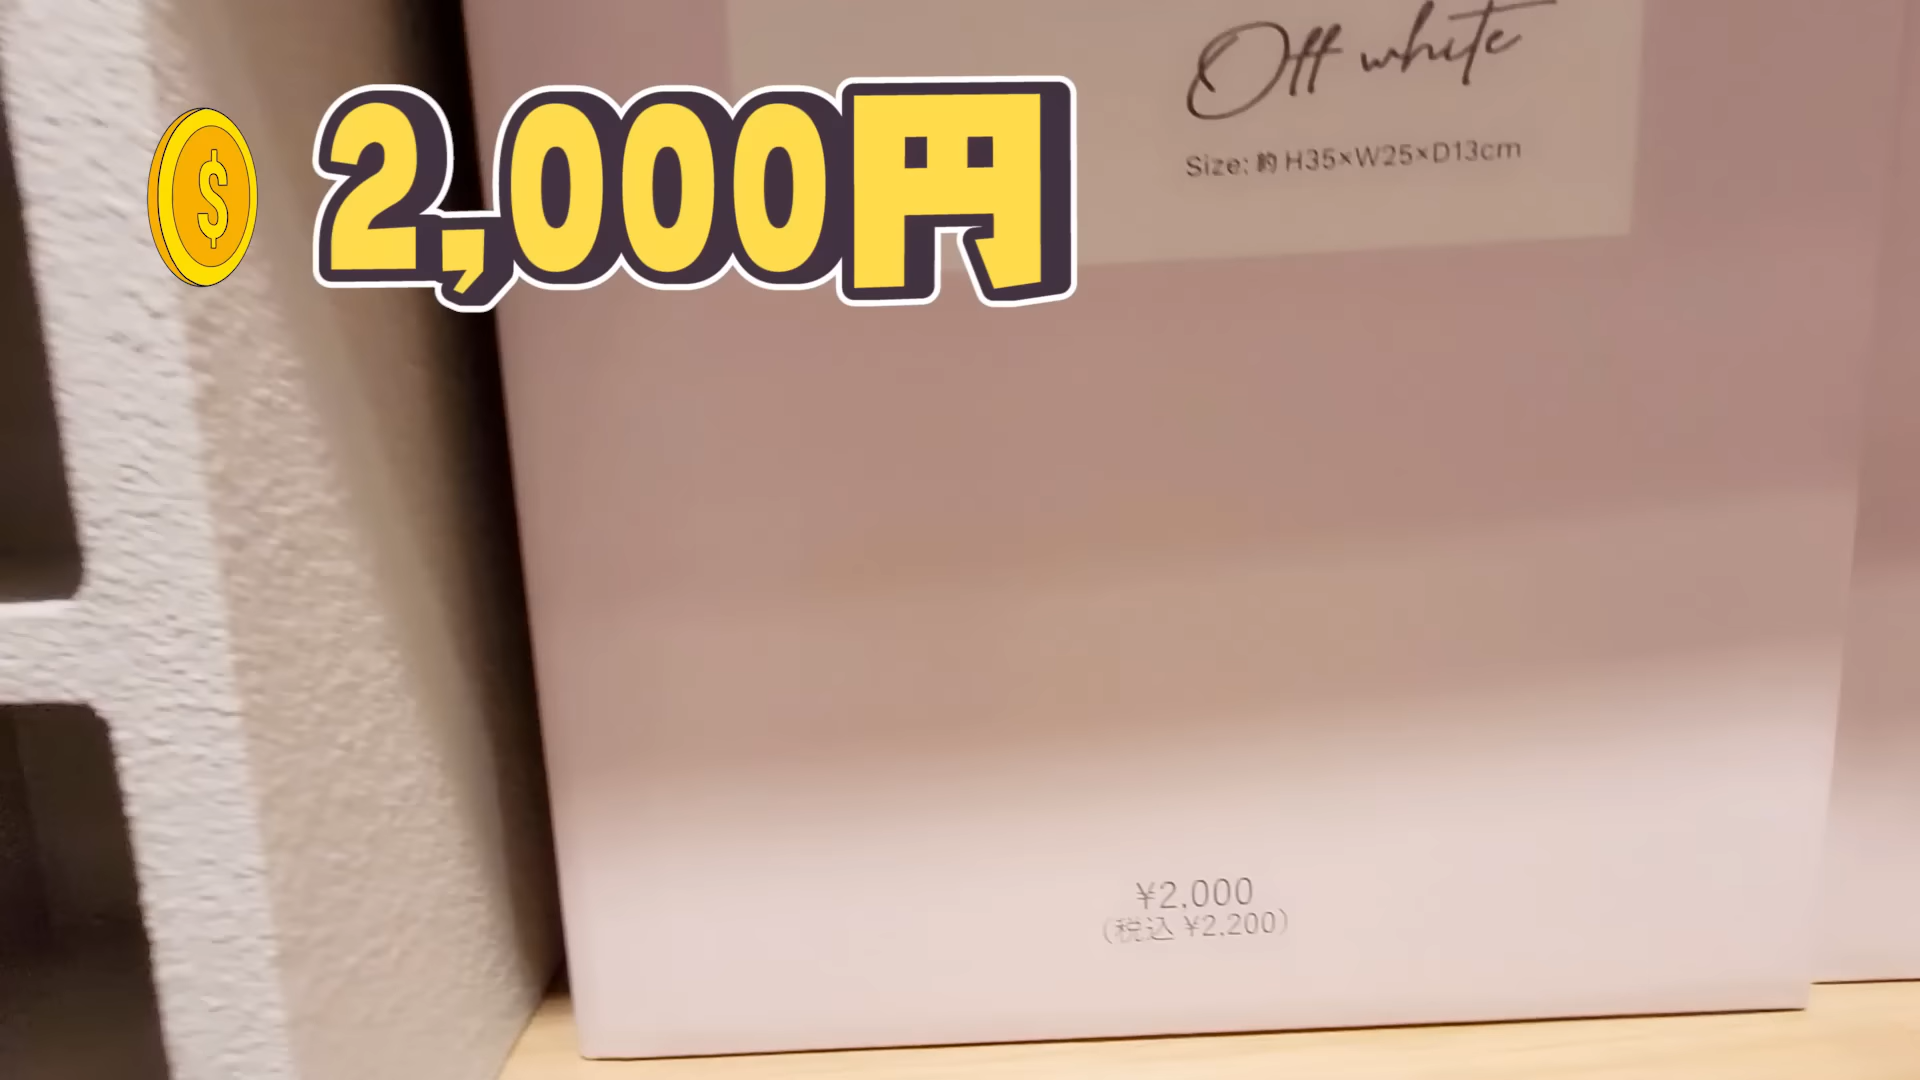 Off white
Size: 約 H35×W25×D13cm
2,000円
¥2,000
(税込 ¥2,200)